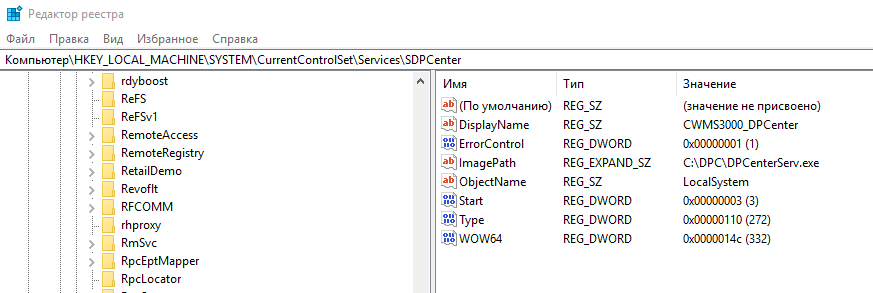 Редактор реестра
Файл Правка Вид Избранное Справка
Компьютер\HKEY_LOCAL_MACHINE\SYSTEM\CurrentControlSet\Services\SDPCenter
rdyboost
ReFS
ReFSv1
RemoteAccess
RemoteRegistry
RetailDemo
Revoflt
RFCOMM
rhproxy
RmSvc
RpcEptMapper
RpcLocator
Имя Тип Значение
(По умолчанию) REG_SZ (значение не присвоено)
DisplayName REG_SZ CWMS3000_DPCenter
ErrorControl REG_DWORD 0x00000001 (1)
ImagePath REG_EXPAND_SZ C:\DPC\DPCenterServ.exe
ObjectName REG_SZ LocalSystem
Start REG_DWORD 0x00000003 (3)
Type REG_DWORD 0x00000110 (272)
WOW64 REG_DWORD 0x0000014c (332)